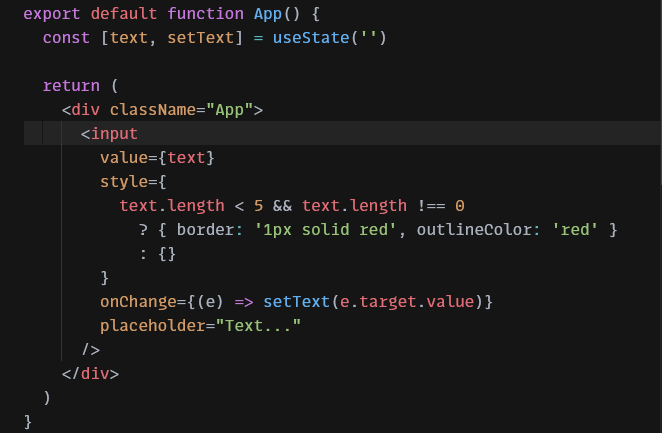 export default function App() {
  const [text, setText] = useState('')

  return (
    <div className="App">
      <input
        value={text}
        style={
          text.length < 5 && text.length !== 0
            ? { border: '1px solid red', outlineColor: 'red' }
            : {}
        }
        onChange={(e) => setText(e.target.value)}
        placeholder="Text..."
      />
    </div>
  )
}